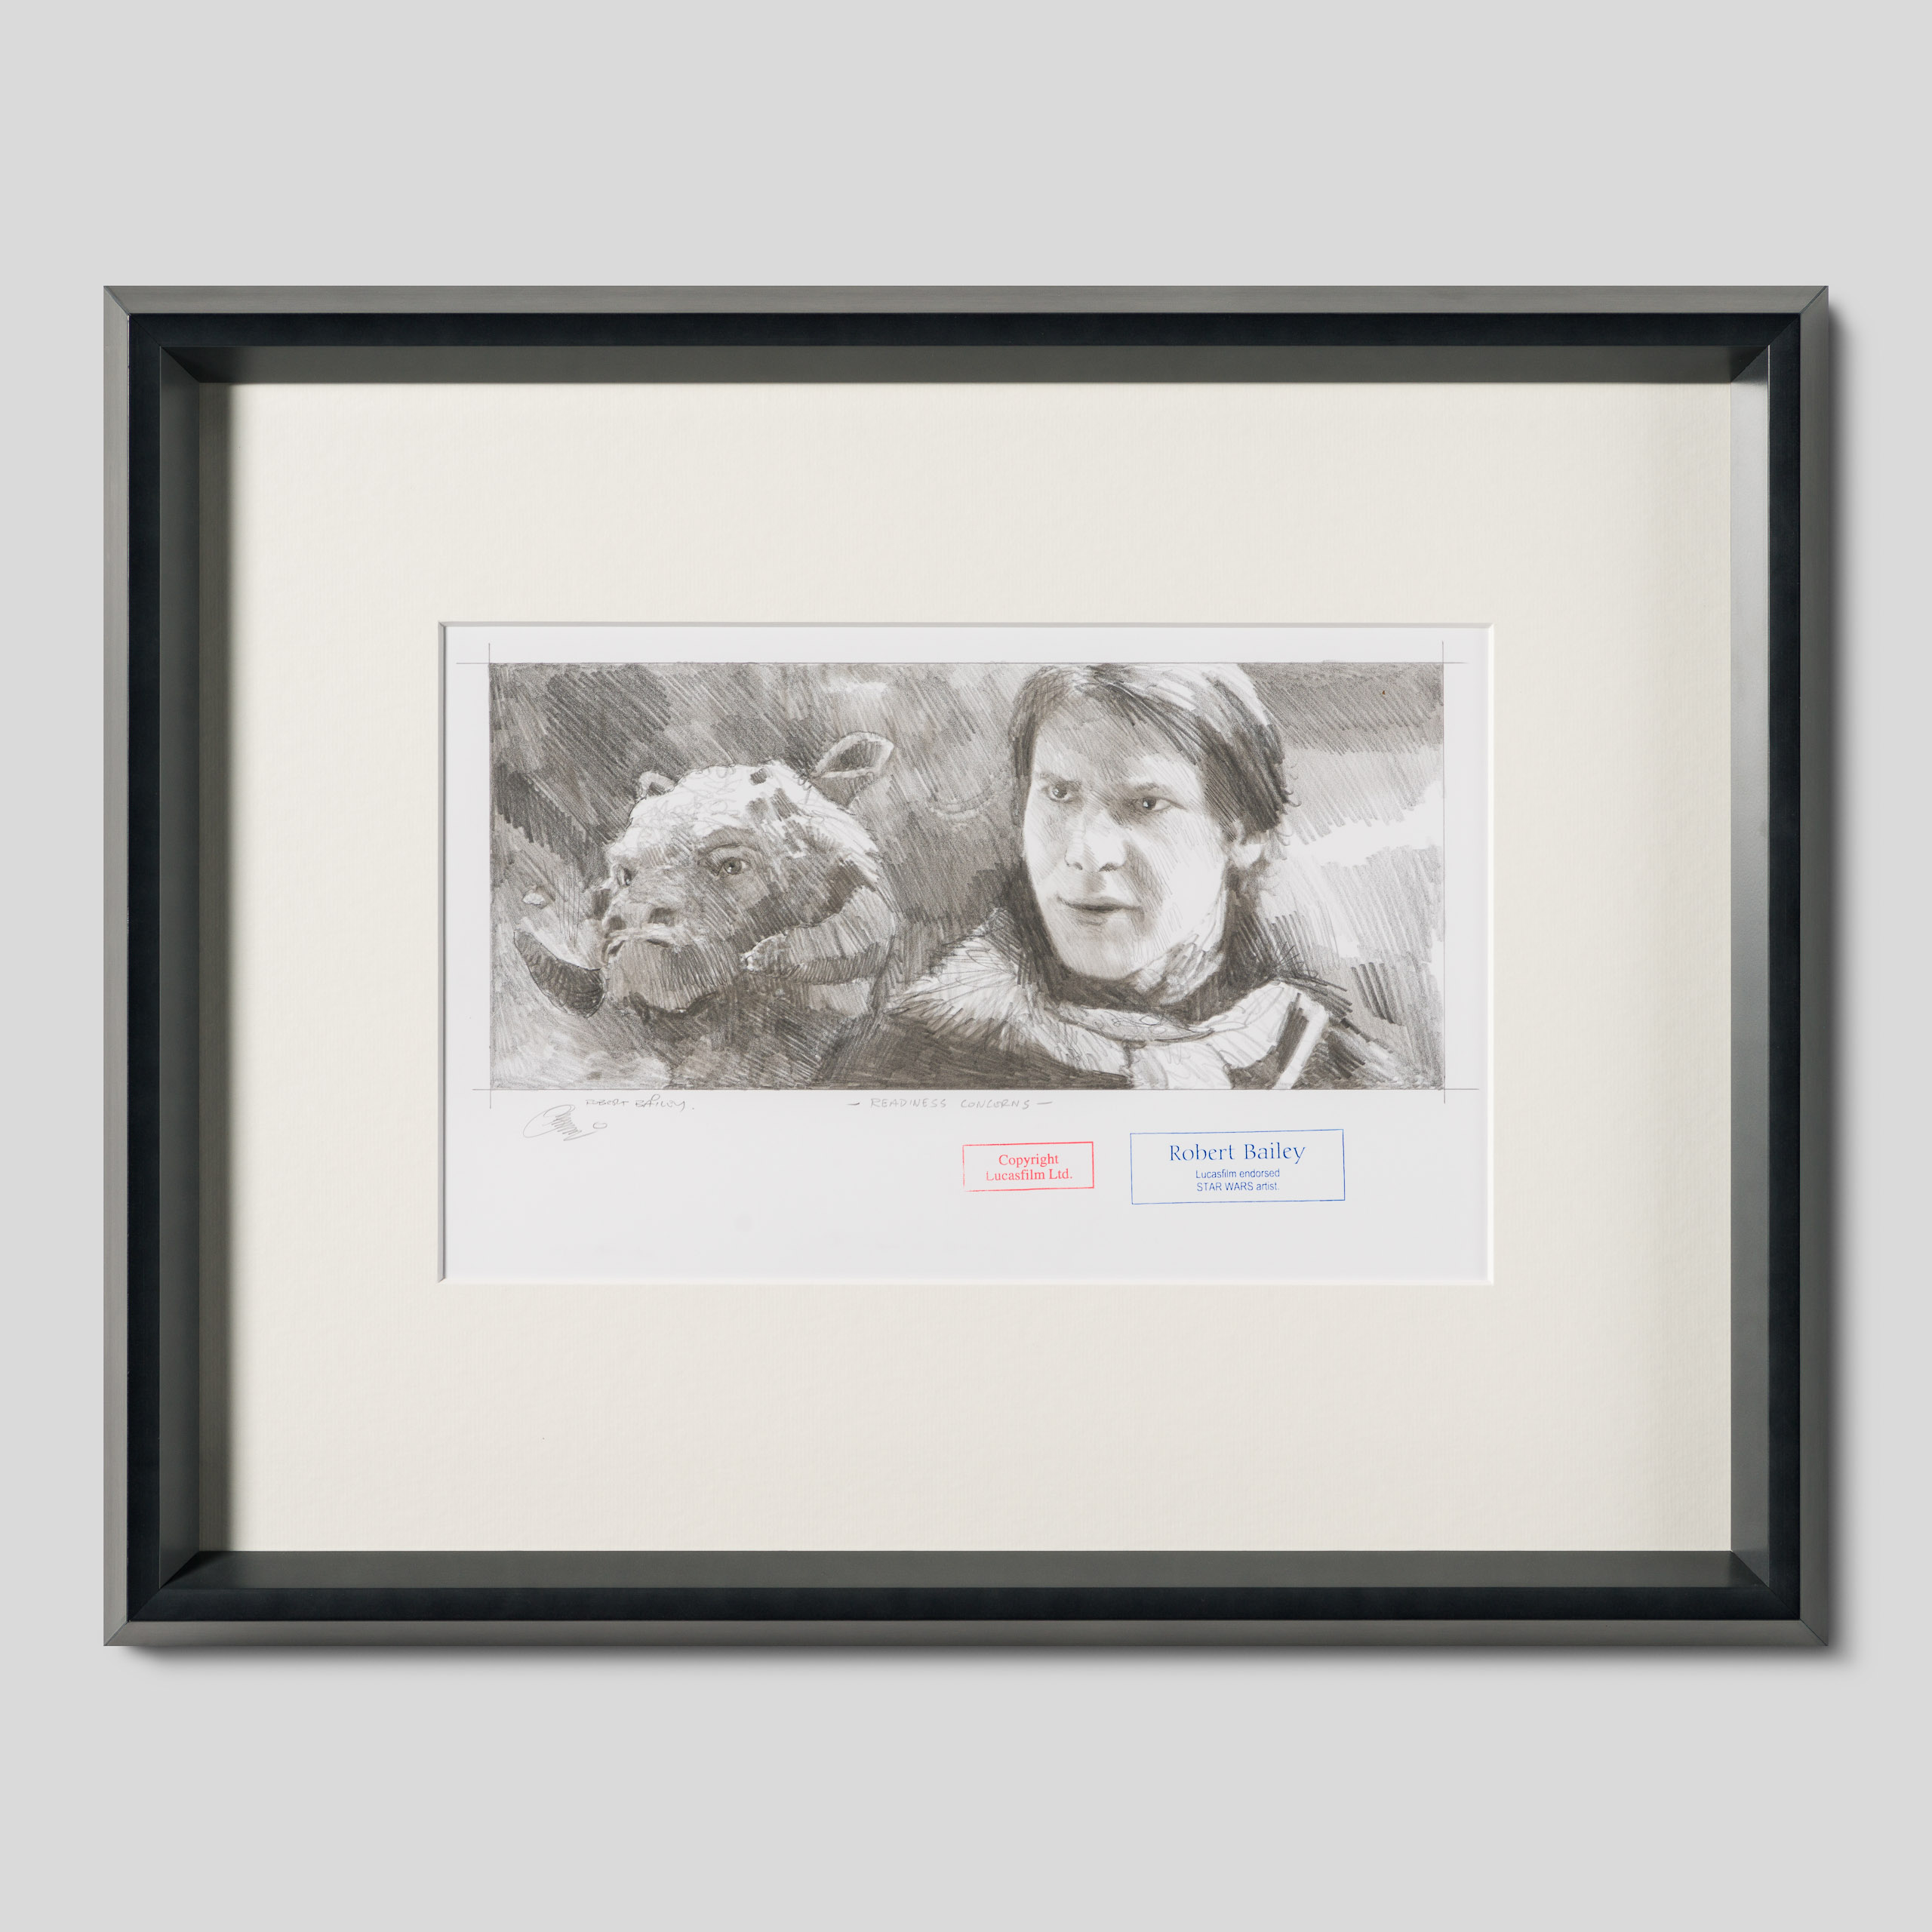 ROBERT BAILEY.
– READINESS CONCERNS –
Copyright
Lucasfilm Ltd.
Robert Bailey
Lucasfilm endorsed
STAR WARS artist.